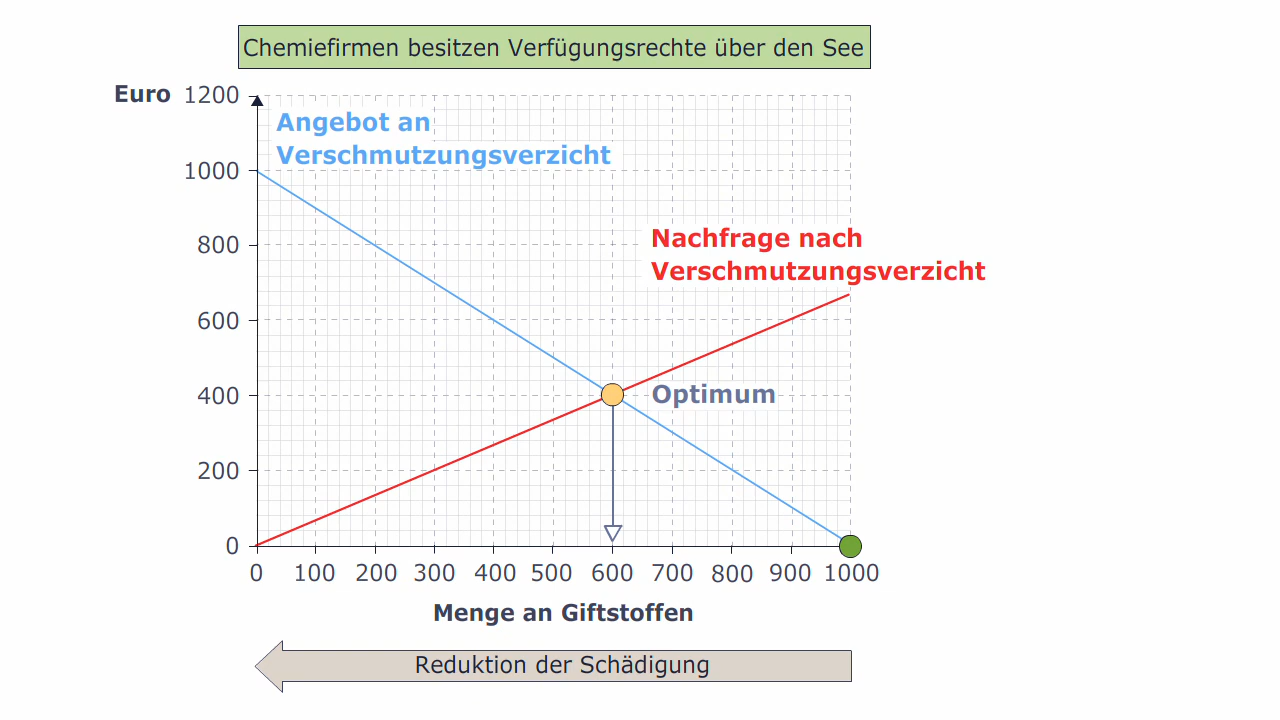 Chemiefirmen besitzen Verfügungsrechte über den See
Euro
1200
1000
800
600
400
200
0
Angebot an
Verschmutzungsverzicht
Nachfrage nach
Verschmutzungsverzicht
Optimum
0 100 200 300 400 500 600 700 800 900 1000
Menge an Giftstoffen
Reduktion der Schädigung